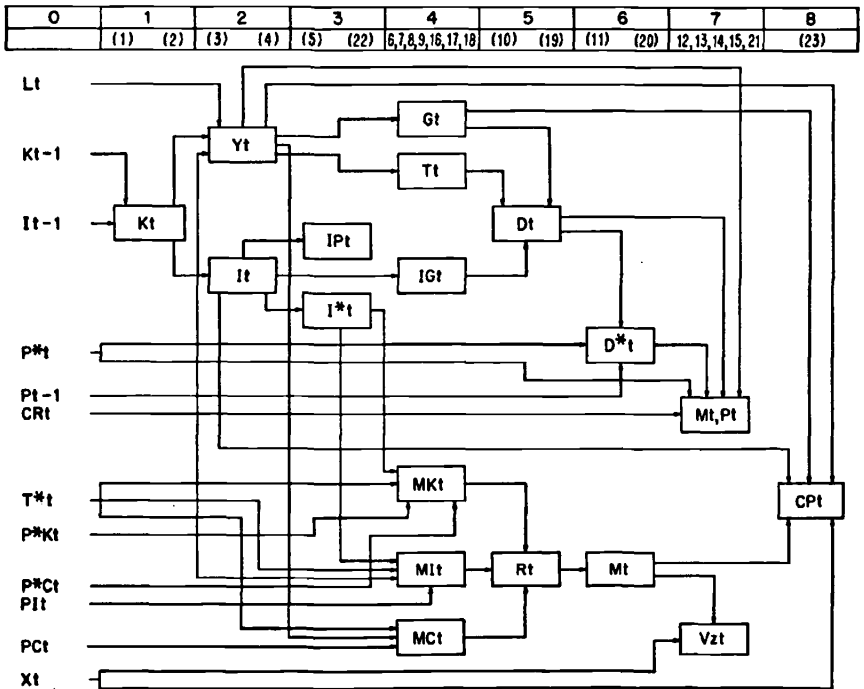 0 1 2 3 4 5 6 7 8
(1) (2) (3) (4) (5) (22) 6,7,8,9,16,17,18 (10) (19) (11) (20) 12,13,14,15,21 (23)
Lt
Gt
Yt
Kt-1
Tt
It-1
Kt
IPt
Dt
It
IGt
I*t
P*t
D*t
Pt-1
CRt
Mt,Pt
MKt
T*t
CPt
P*Kt
MIt
Rt
Mt
P*Ct
PIt
MCt
Vzt
PCt
Xt